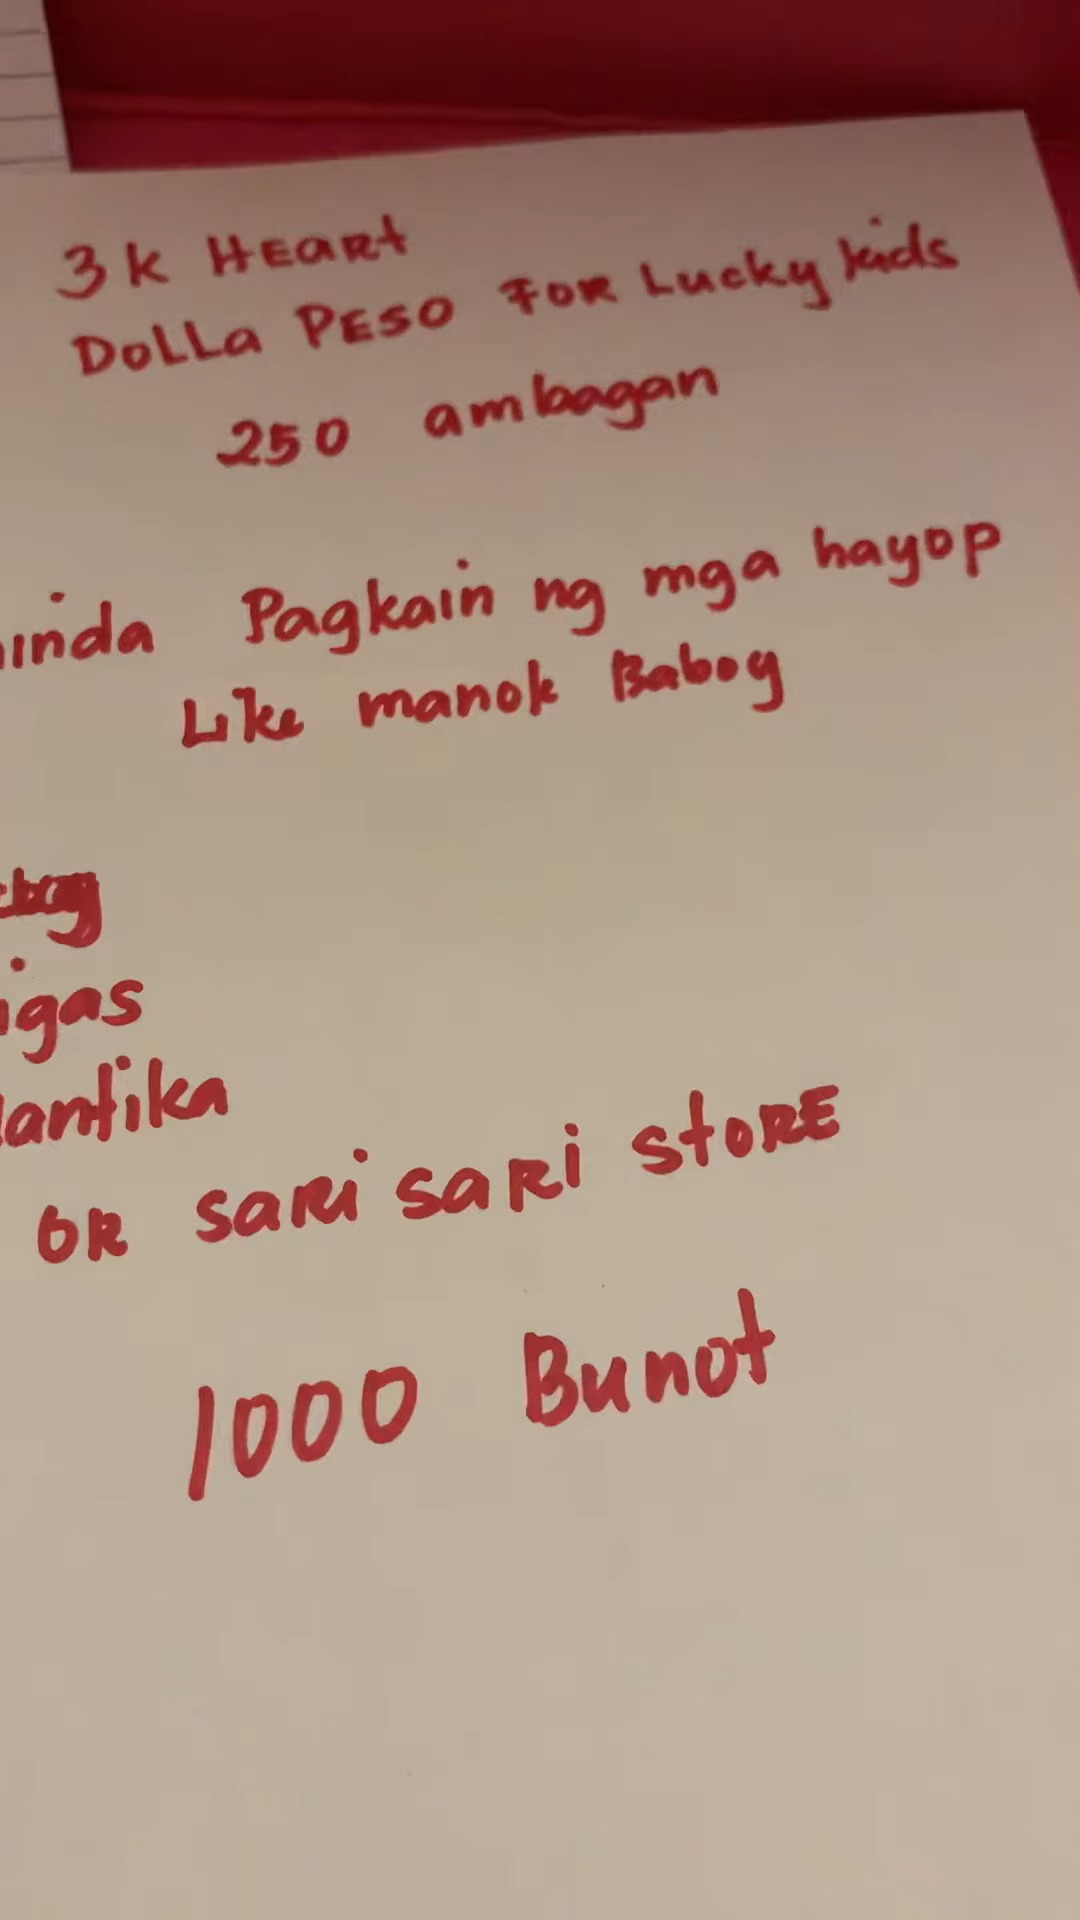 3k HEaRt
DOLLa PESO FOR Lucky kids
250 ambagan
Pagkain ng mga hayop
Like manok Baboy
OR saRi saRi stORE
1000 Bunot